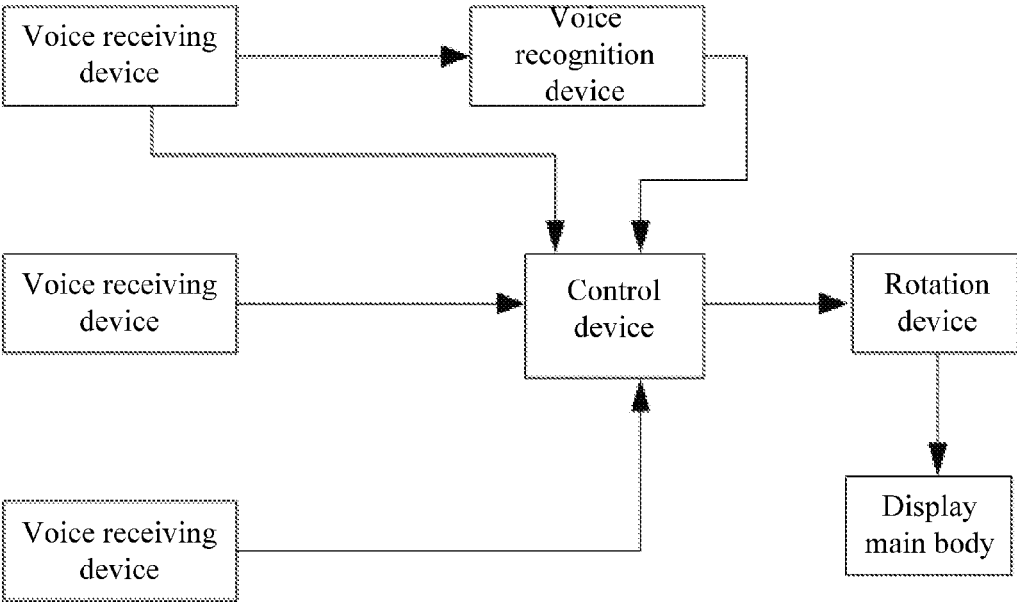 Voice receiving
device
Voice
recognition
device
Voice receiving
device
Control
device
Rotation
device
Voice receiving
device
Display
main body